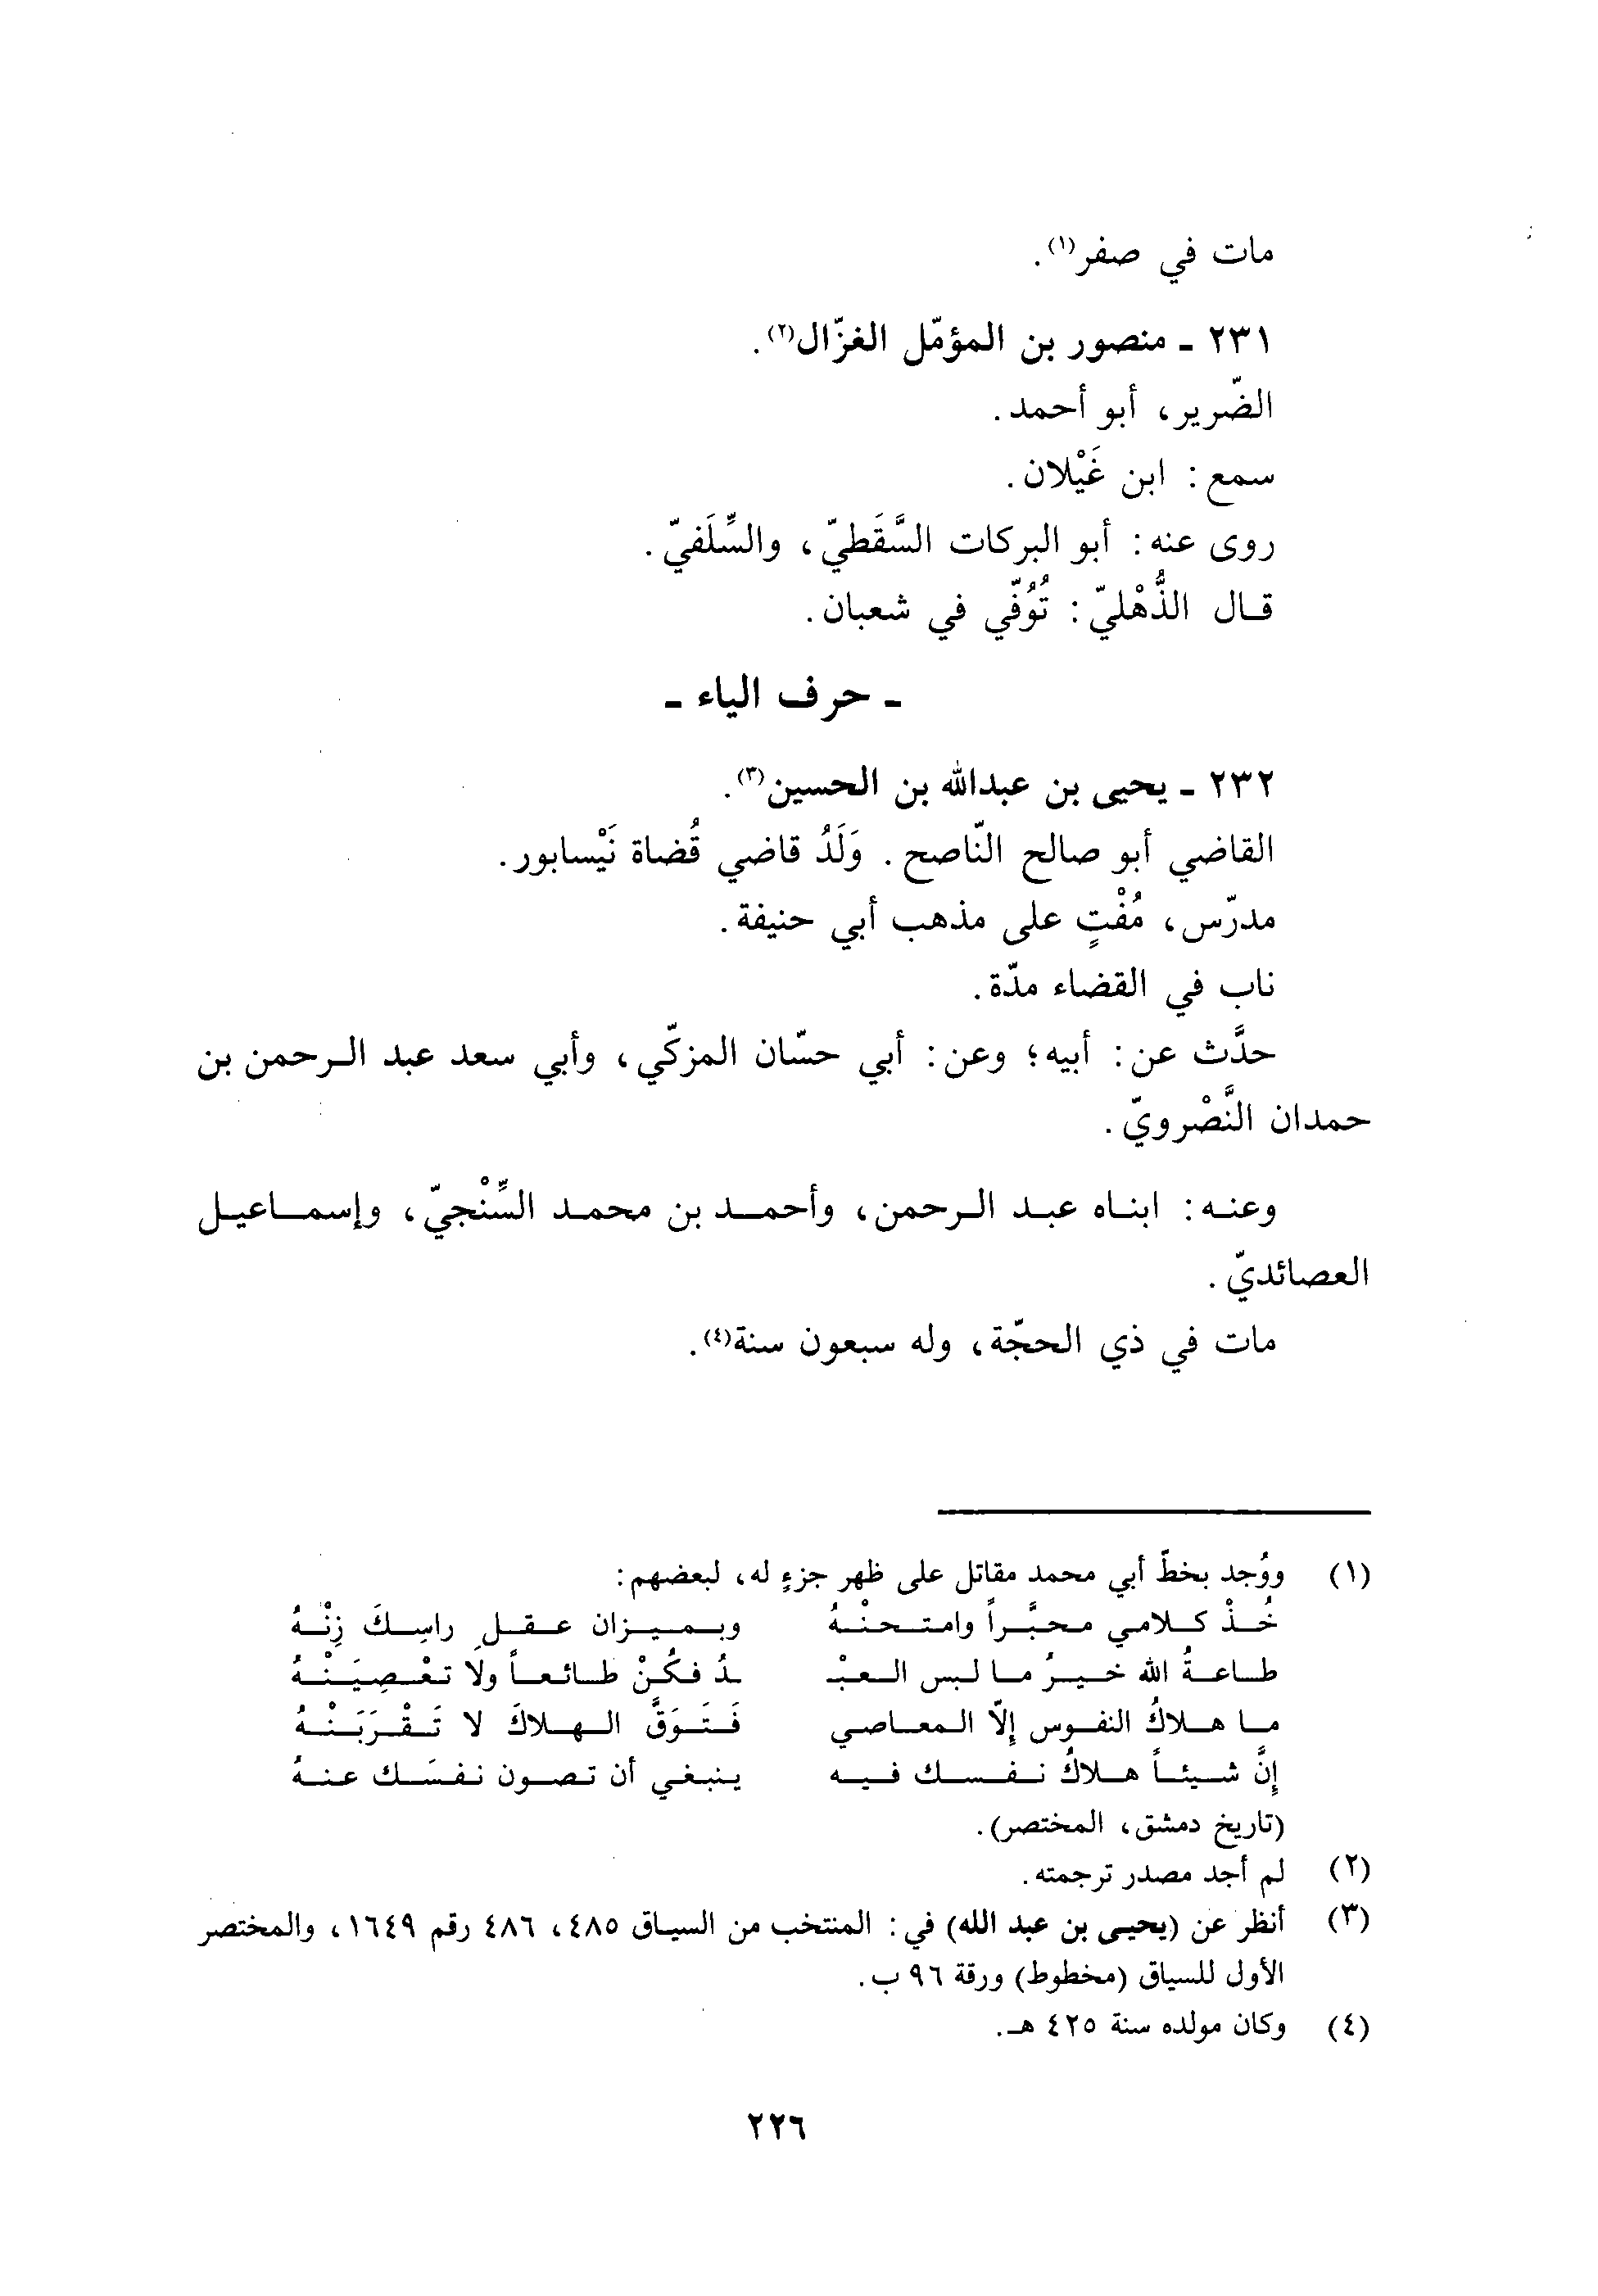 مات في صفر(١).
٢٣١ - منصور بن المؤمّل الغزّال(٢).
الضّرير، أبو أحمد.
سمع: ابن غَيْلان.
روى عنه: أبو البركات السَّقَطيّ، والسِّلَفيّ.
قال الذُّهْليّ: تُوُفّي في شعبان.
- حرف الياء -
٢٣٢ - يحيى بن عبدالله بن الحسين(٣).
القاضي أبو صالح النّاصح. وَلَدُ قاضي قُضاة نَيْسابور.
مدرّس، مُفْتٍ على مذهب أبي حنيفة.
ناب في القضاء مدّة.
حدَّث عن: أبيه؛ وعن: أبي حسّان المزكّي، وأبي سعد عبد الرحمن بن
حمدان النَّصْرويّ.
وعنه: ابناه عبد الرحمن، وأحمد بن محمد السِّنْجيّ، وإسماعيل
العصائديّ.
مات في ذي الحجّة، وله سبعون سنة(٤).
(١) ووُجد بخطّ أبي محمد مقاتل على ظهر جزءٍ له، لبعضهم:
خُذْ كلامي محبَّراً وامتحنْهُ وبميزان عقل راسِكَ زِنْهُ
طاعةُ الله خيرُ ما لبس العبْـ ـدُ فكُنْ طائعاً ولا تعْصِيَنْهُ
ما هلاكُ النفوس إلّا المعاصي فَتَوَقَّ الهلاكَ لا تَقْرَبَنْهُ
إنَّ شيئاً هلاكُ نفسك فيه ينبغي أن تصون نفسَك عنهُ
(تاريخ دمشق، المختصر).
(٢) لم أجد مصدر ترجمته.
(٣) أنظر عن (يحيى بن عبد الله) في: المنتخب من السياق ٤٨٥، ٤٨٦ رقم ١٦٤٩، والمختصر
الأول للسياق (مخطوط) ورقة ٩٦ ب.
(٤) وكان مولده سنة ٤٢٥ هـ.
٢٢٦